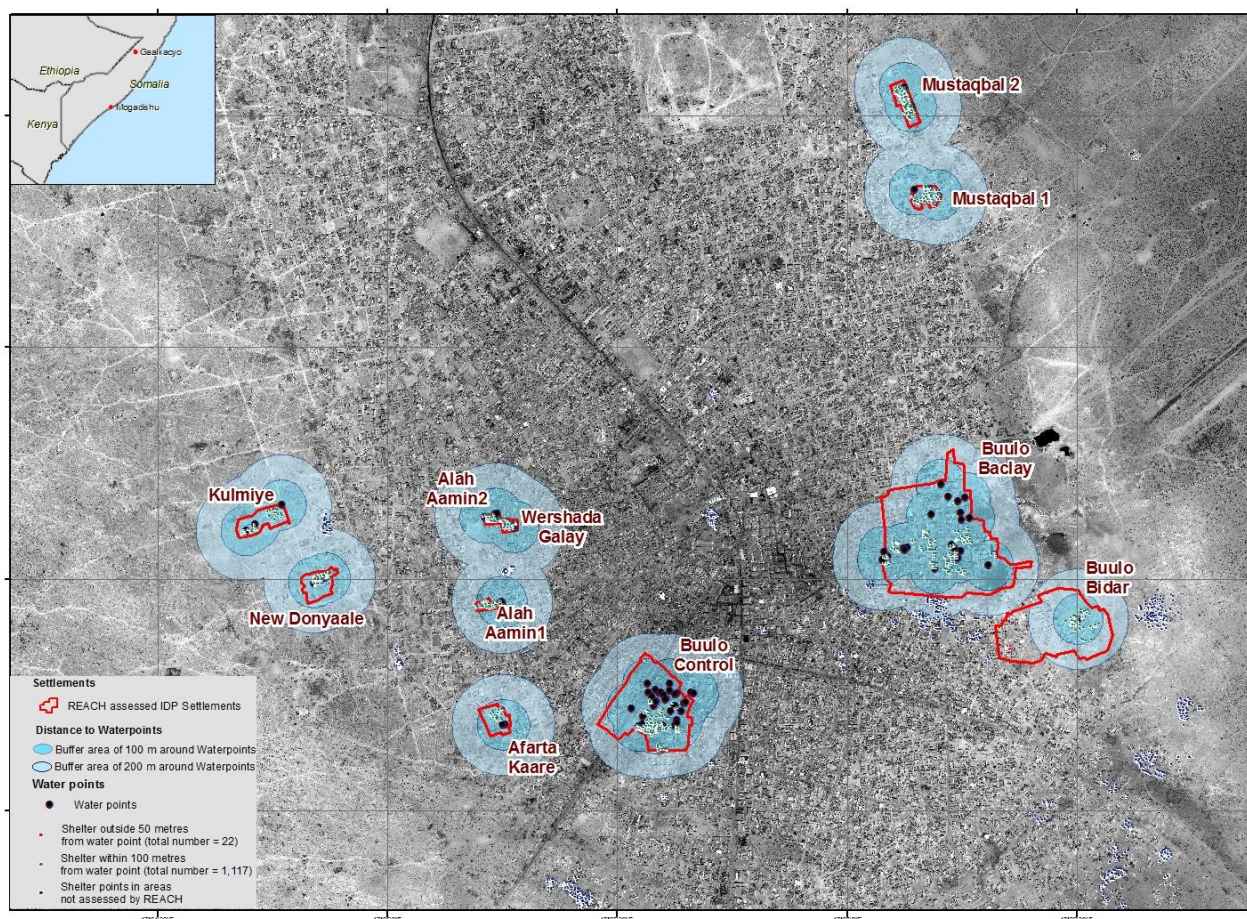 Gaalkacyo
Ethiopia
Somalia
Mogadishu
Kenya
Mustaqbal 2
Mustaqbal 1
Buulo
Baclay
Kulmiye
Alah
Aamin2
Wershada
Galay
Buulo
Bidar
New Donyaale
Alah
Aamin1
Buulo
Control
Afarta
Kaare
Settlements
REACH assessed IDP Settlements
Distance to Waterpoints
Buffer area of 100 m around Waterpoints
Buffer area of 200 m around Waterpoints
Water points
Water points
Shelter outside 50 metres
from water point (total number = 22)
Shelter within 100 metres
from water point (total number = 1,117)
Shelter points in areas
not assessed by REACH